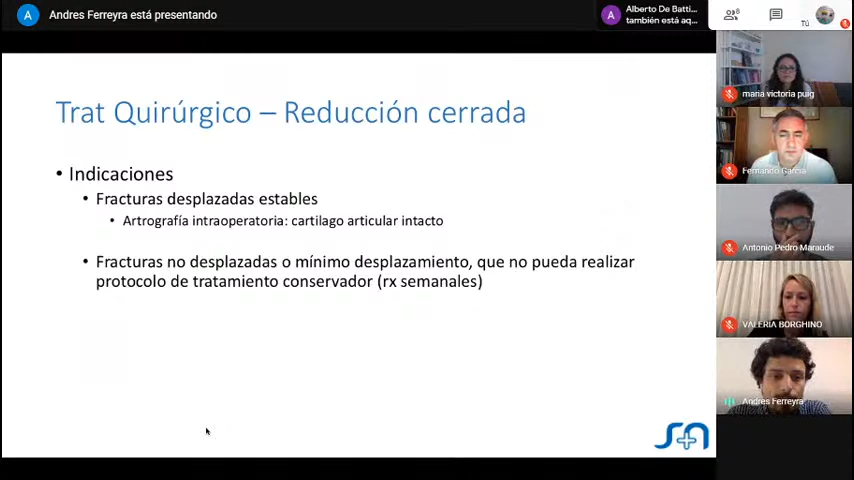 A
Andres Ferreyra está presentando
A
Alberto De Batti...
también está aq...
8
Tú
Trat Quirúrgico – Reducción cerrada
• Indicaciones
• Fracturas desplazadas estables
• Artrografía intraoperatoria: cartilago articular intacto
• Fracturas no desplazadas o mínimo desplazamiento, que no pueda realizar
protocolo de tratamiento conservador (rx semanales)
maria victoria puig
Fernando Garcia
Antonio Pedro Maraude
VALERIA BORGHINO
Andres Ferreyra